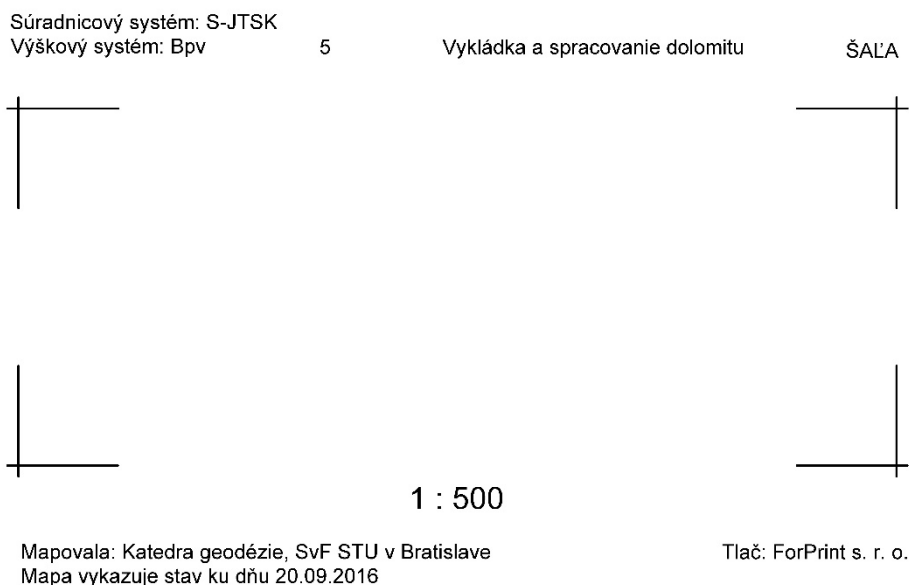 Súradnicový systém: S-JTSK
Výškový systém: Bpv 5 Vykládka a spracovanie dolomitu ŠAĽA
1 : 500
Mapovala: Katedra geodézie, SvF STU v Bratislave Tlač: ForPrint s. r. o.
Mapa vykazuje stav ku dňu 20.09.2016